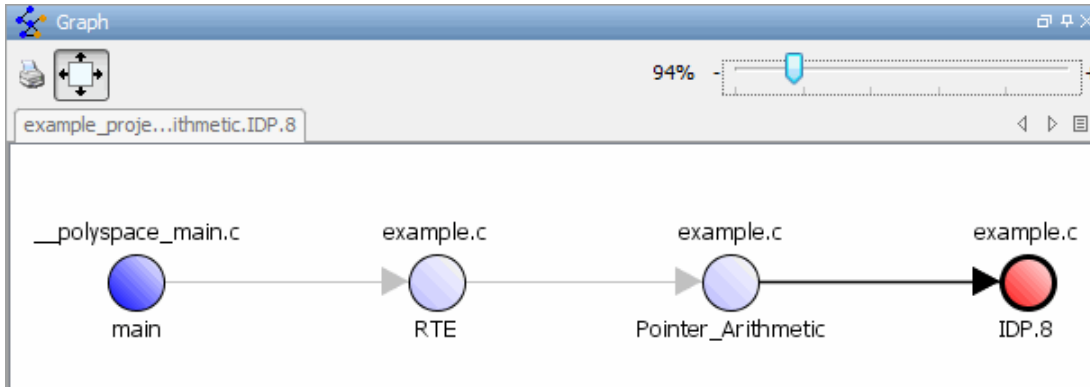 Graph
94%
example_proje...ithmetic.IDP.8
__polyspace_main.c
example.c
example.c
example.c
main
RTE
Pointer_Arithmetic
IDP.8